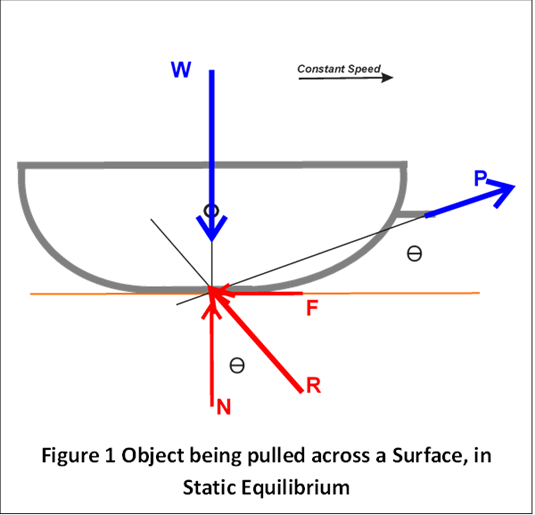 W
Constant Speed
P
Θ
F
Θ
R
N
Figure 1 Object being pulled across a Surface, in
Static Equilibrium